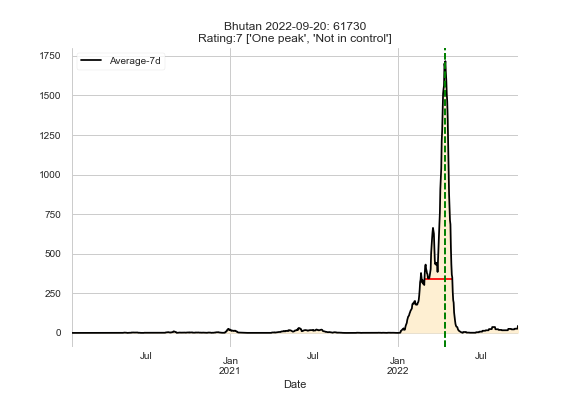 Bhutan 2022-09-20: 61730
Rating:7 ['One peak', 'Not in control']
Average-7d
1750
1500
1250
1000
750
500
250
0
Jul
Jan
2021
Jul
Jan
2022
Jul
Date